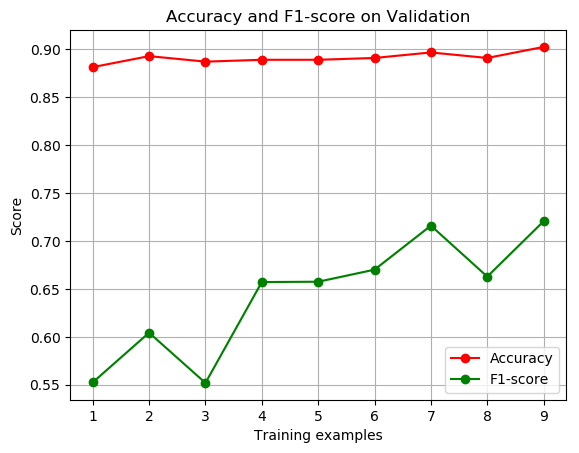 Accuracy and F1-score on Validation
Score
0.90
0.85
0.80
0.75
0.70
0.65
0.60
0.55
Accuracy
F1-score
1 2 3 4 5 6 7 8 9
Training examples